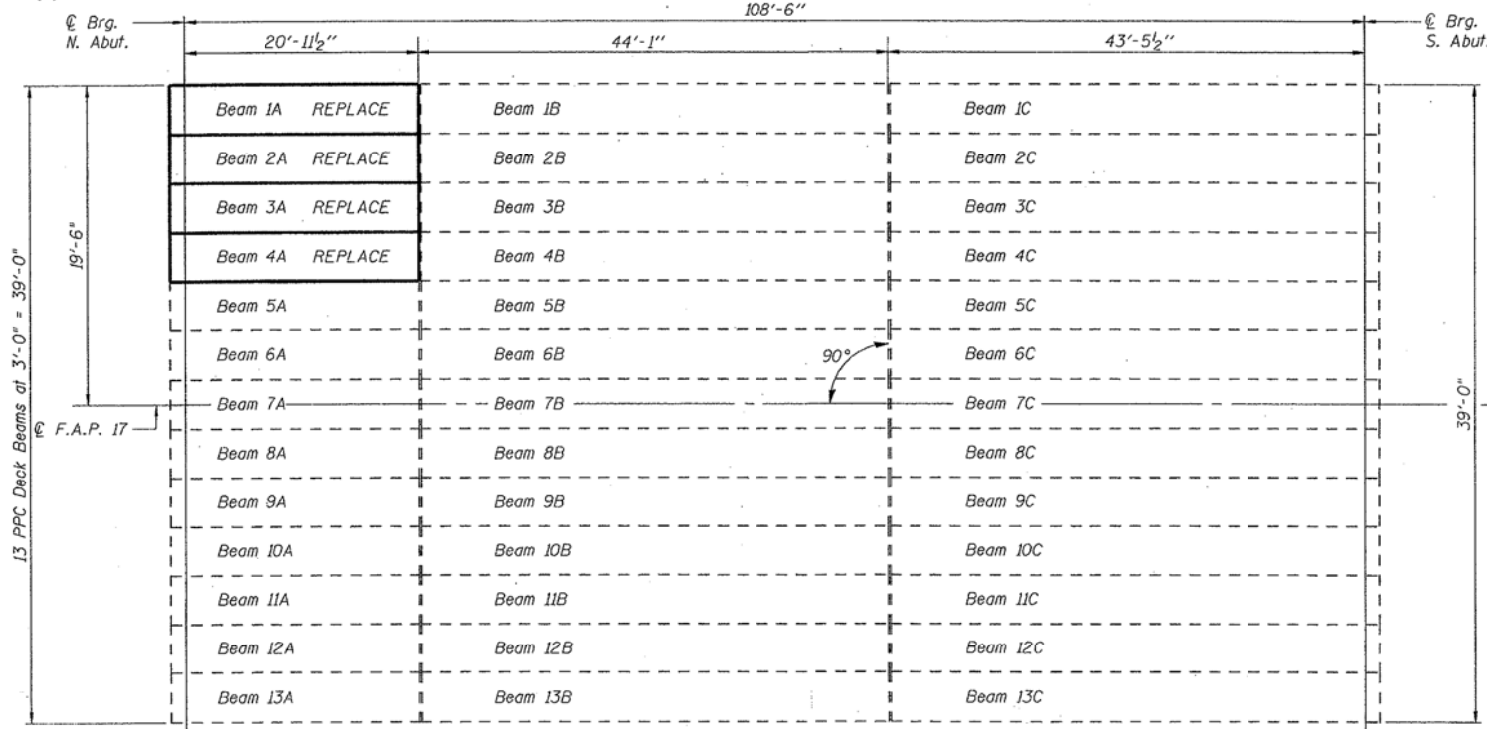 108'-6"
℄ Brg.
N. Abut.
℄ Brg.
S. Abut.
20'-11½"
44'-1"
43'-5½"
Beam 1A REPLACE
Beam 1B
Beam 1C
Beam 2A REPLACE
Beam 2B
Beam 2C
Beam 3A REPLACE
Beam 3B
Beam 3C
Beam 4A REPLACE
Beam 4B
Beam 4C
19'-6"
Beam 5A
Beam 5B
Beam 5C
Beam 6A
Beam 6B
Beam 6C
90°
Beam 7A
Beam 7B
Beam 7C
℄ F.A.P. 17
13 PPC Deck Beams at 3'-0" = 39'-0"
39'-0"
Beam 8A
Beam 8B
Beam 8C
Beam 9A
Beam 9B
Beam 9C
Beam 10A
Beam 10B
Beam 10C
Beam 11A
Beam 11B
Beam 11C
Beam 12A
Beam 12B
Beam 12C
Beam 13A
Beam 13B
Beam 13C